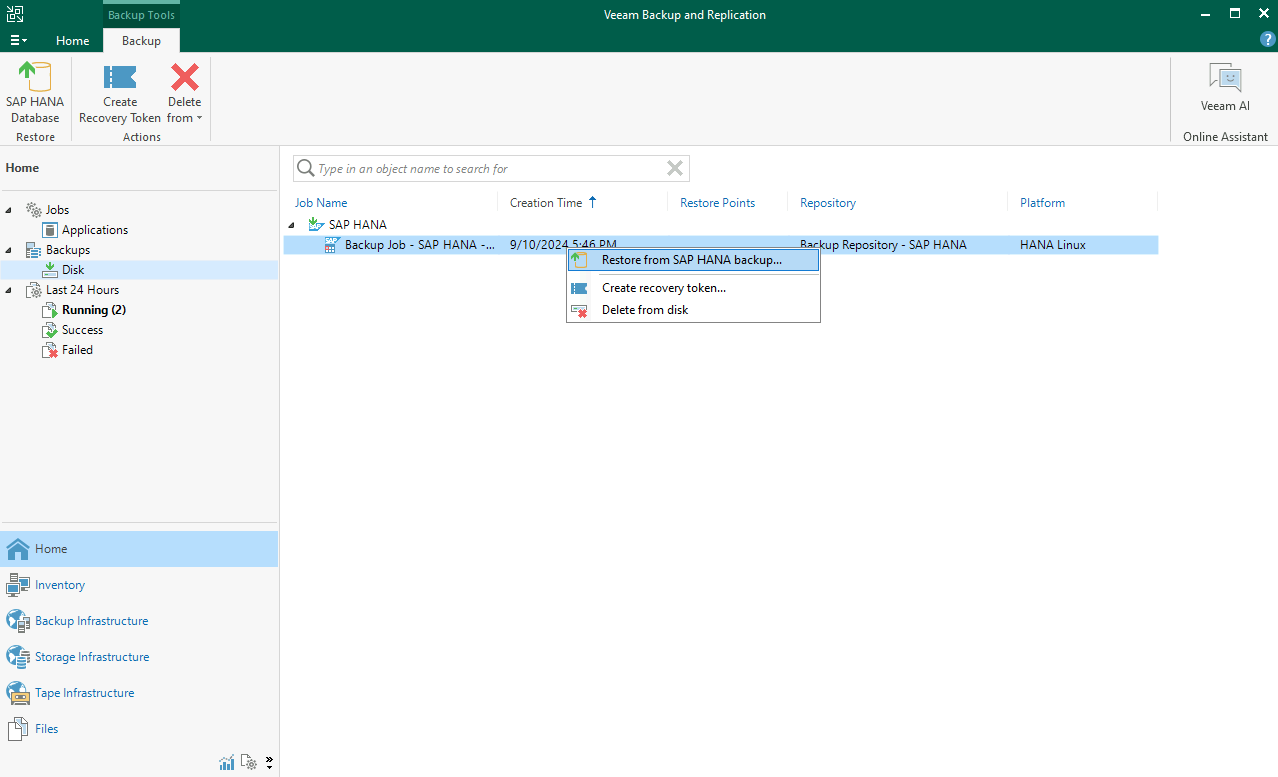 Backup Tools
Veeam Backup and Replication
Home
Backup
?
SAP HANA
Database
Create
Recovery Token
Delete
from
Veeam AI
Restore
Actions
Online Assistant
Home
Jobs
Applications
Backups
Disk
Last 24 Hours
Running (2)
Success
Failed
Home
Inventory
Backup Infrastructure
Storage Infrastructure
Tape Infrastructure
Files
Type in an object name to search for
Job Name Creation Time Restore Points Repository Platform
SAP HANA
Backup Job - SAP HANA -... 9/10/2024 5:46 PM Backup Repository - SAP HANA HANA Linux
Restore from SAP HANA backup...
Create recovery token...
Delete from disk